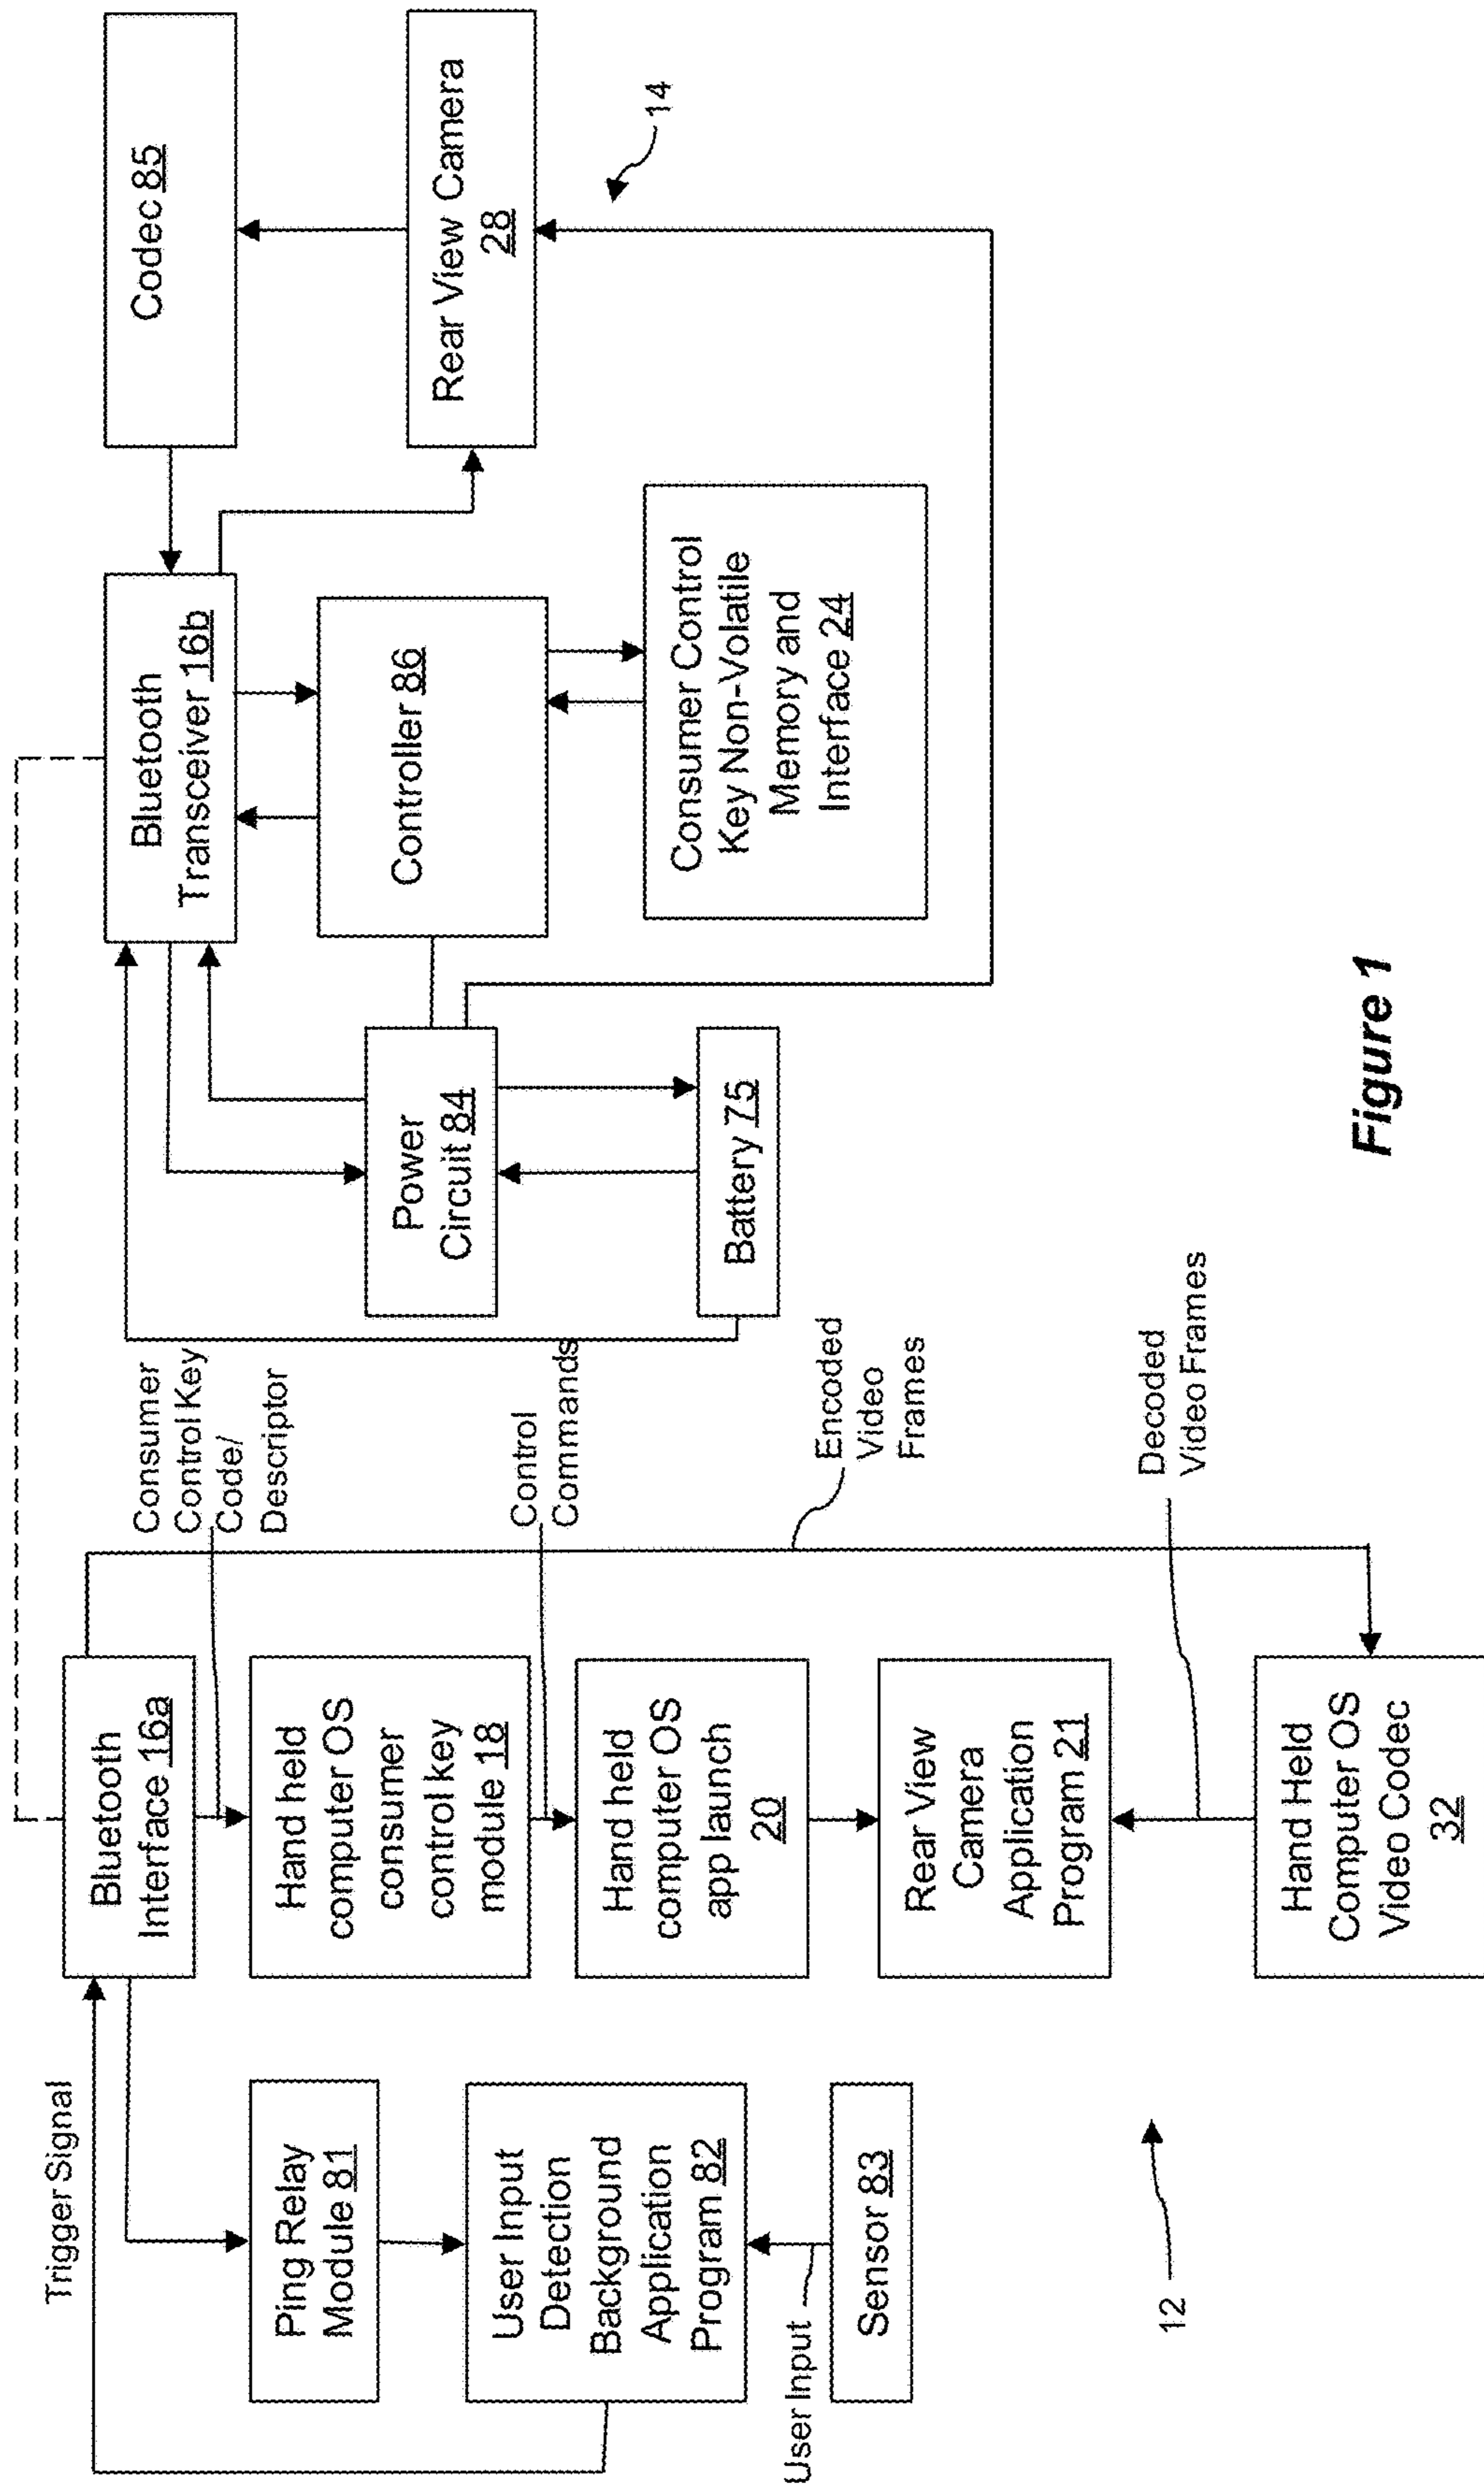 Trigger Signal
Bluetooth
Interface 16a
Ping Relay
Module 81
User Input
Detection
Background
Application
Program 82
User Input
Sensor 83
12
Hand held
computer OS
consumer
control key
module 18
Hand held
computer OS
app launch
20
Rear View
Camera
Application
Program 21
Hand Held
Computer OS
Video Codec
32
Consumer
Control Key
Code/
Descriptor
Control
Commands
Encoded
Video
Frames
Decoded
Video Frames
Bluetooth
Transceiver 16b
Power
Circuit 84
Battery 75
Controller 86
Consumer Control
Key Non-Volatile
Memory and
Interface 24
Codec 85
Rear View Camera
28
14
Figure 1